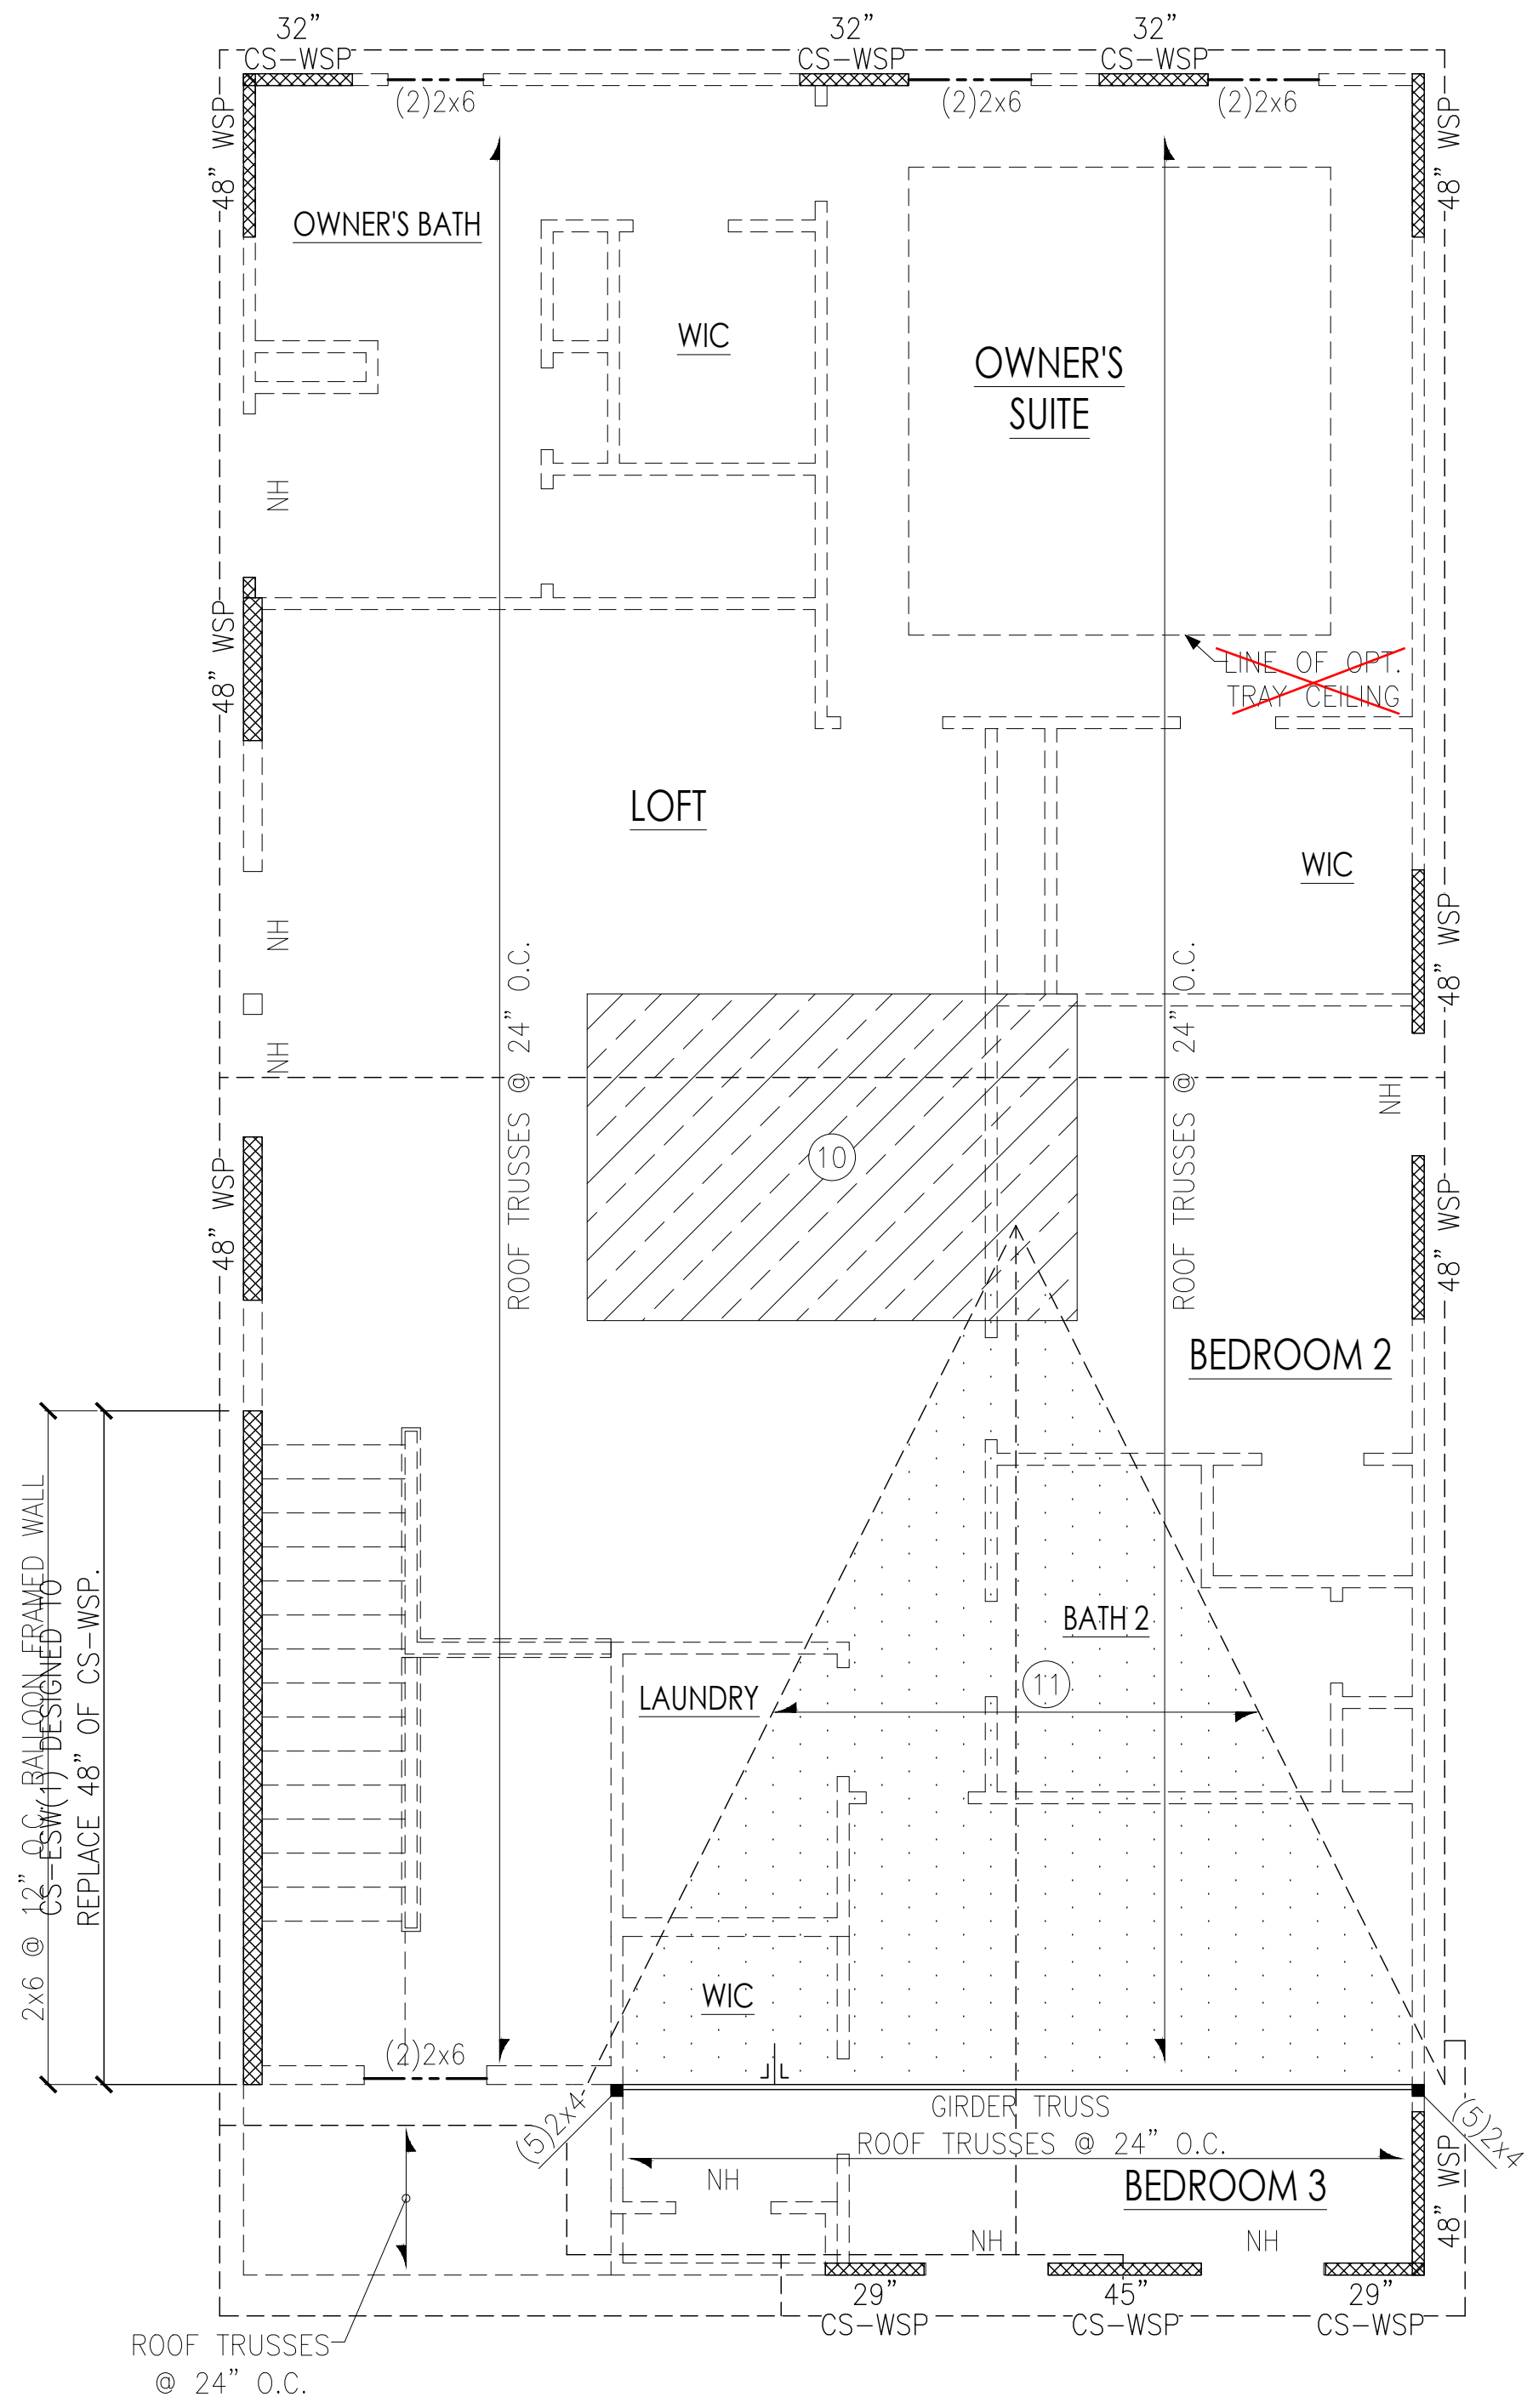 32”
CS-WSP
32”
CS-WSP
32”
CS-WSP
(2)2x6
(2)2x6
(2)2x6
48” WSP
48” WSP
OWNER'S BATH
WIC
OWNER'S
SUITE
NH
48” WSP
LINE OF OPT.
TRAY CEILING
LOFT
WIC
NH
48” WSP
NH
ROOF TRUSSES @ 24” O.C.
ROOF TRUSSES @ 24” O.C.
NH
10
48” WSP
48” WSP
BEDROOM 2
2x6 @ 12” O.C. BALLOON FRAMED WALL
CS-ESW(1) DESIGNED TO
REPLACE 48” OF CS-WSP.
BATH 2
11
LAUNDRY
WIC
(2)2x6
(5)2x4
GIRDER TRUSS
(5)2x4
ROOF TRUSSES @ 24” O.C.
NH
BEDROOM 3
48” WSP
NH
NH
29”
CS-WSP
45”
CS-WSP
29”
CS-WSP
ROOF TRUSSES
@ 24” O.C.